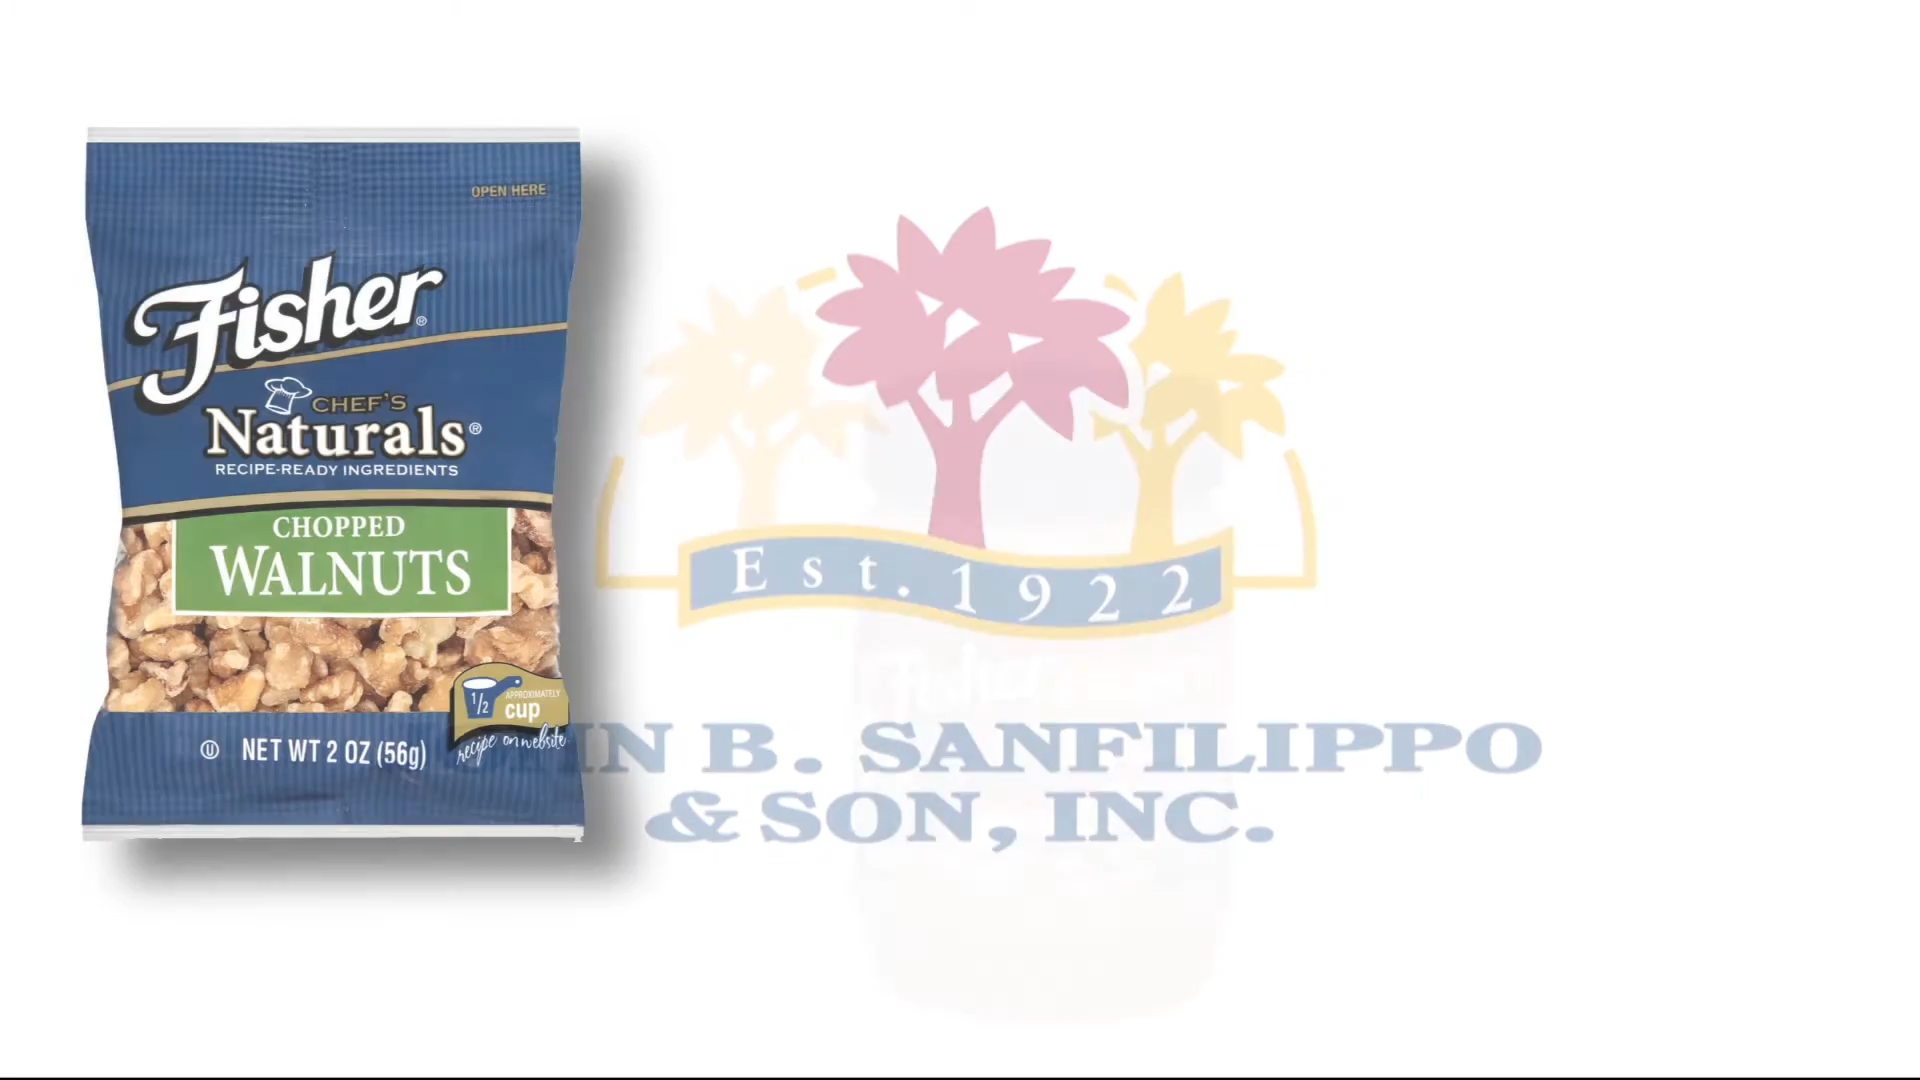 OPEN HERE
Fisher®
CHEF'S
Naturals®
RECIPE-READY INGREDIENTS
CHOPPED
WALNUTS
1/2 APPROXIMATELY
cup
recipe on website
U NET WT 2 OZ (56g)
Est. 1922
B. SANFILIPPO
& SON, INC.